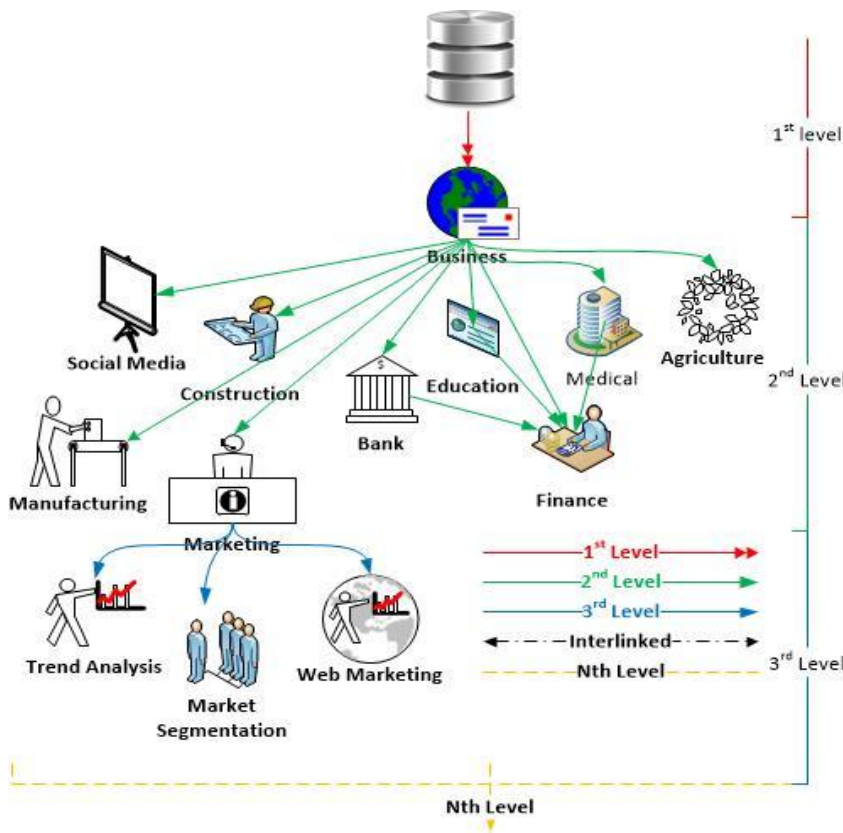 1st level
Business
Social Media
Construction
Education
Medical
Agriculture
2nd Level
$
Bank
Manufacturing
Marketing
Finance
1st Level
2nd Level
3rd Level
Interlinked
Nth Level
Trend Analysis
Market
Segmentation
Web Marketing
3rd Level
Nth Level